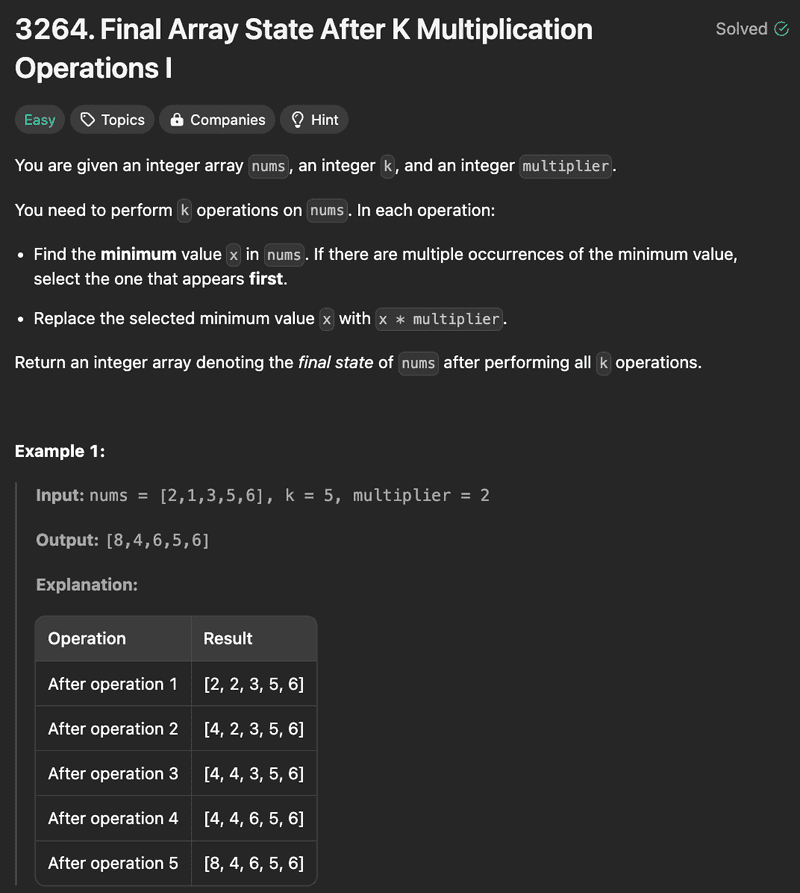 3264. Final Array State After K Multiplication
Operations I
Solved
Easy
Topics
Companies
Hint
You are given an integer array nums, an integer k, and an integer multiplier.
You need to perform k operations on nums. In each operation:
• Find the minimum value x in nums. If there are multiple occurrences of the minimum value,
select the one that appears first.
• Replace the selected minimum value x with x * multiplier.
Return an integer array denoting the final state of nums after performing all k operations.
Example 1:
Input: nums = [2,1,3,5,6], k = 5, multiplier = 2
Output: [8,4,6,5,6]
Explanation:
Operation Result
After operation 1 [2, 2, 3, 5, 6]
After operation 2 [4, 2, 3, 5, 6]
After operation 3 [4, 4, 3, 5, 6]
After operation 4 [4, 4, 6, 5, 6]
After operation 5 [8, 4, 6, 5, 6]